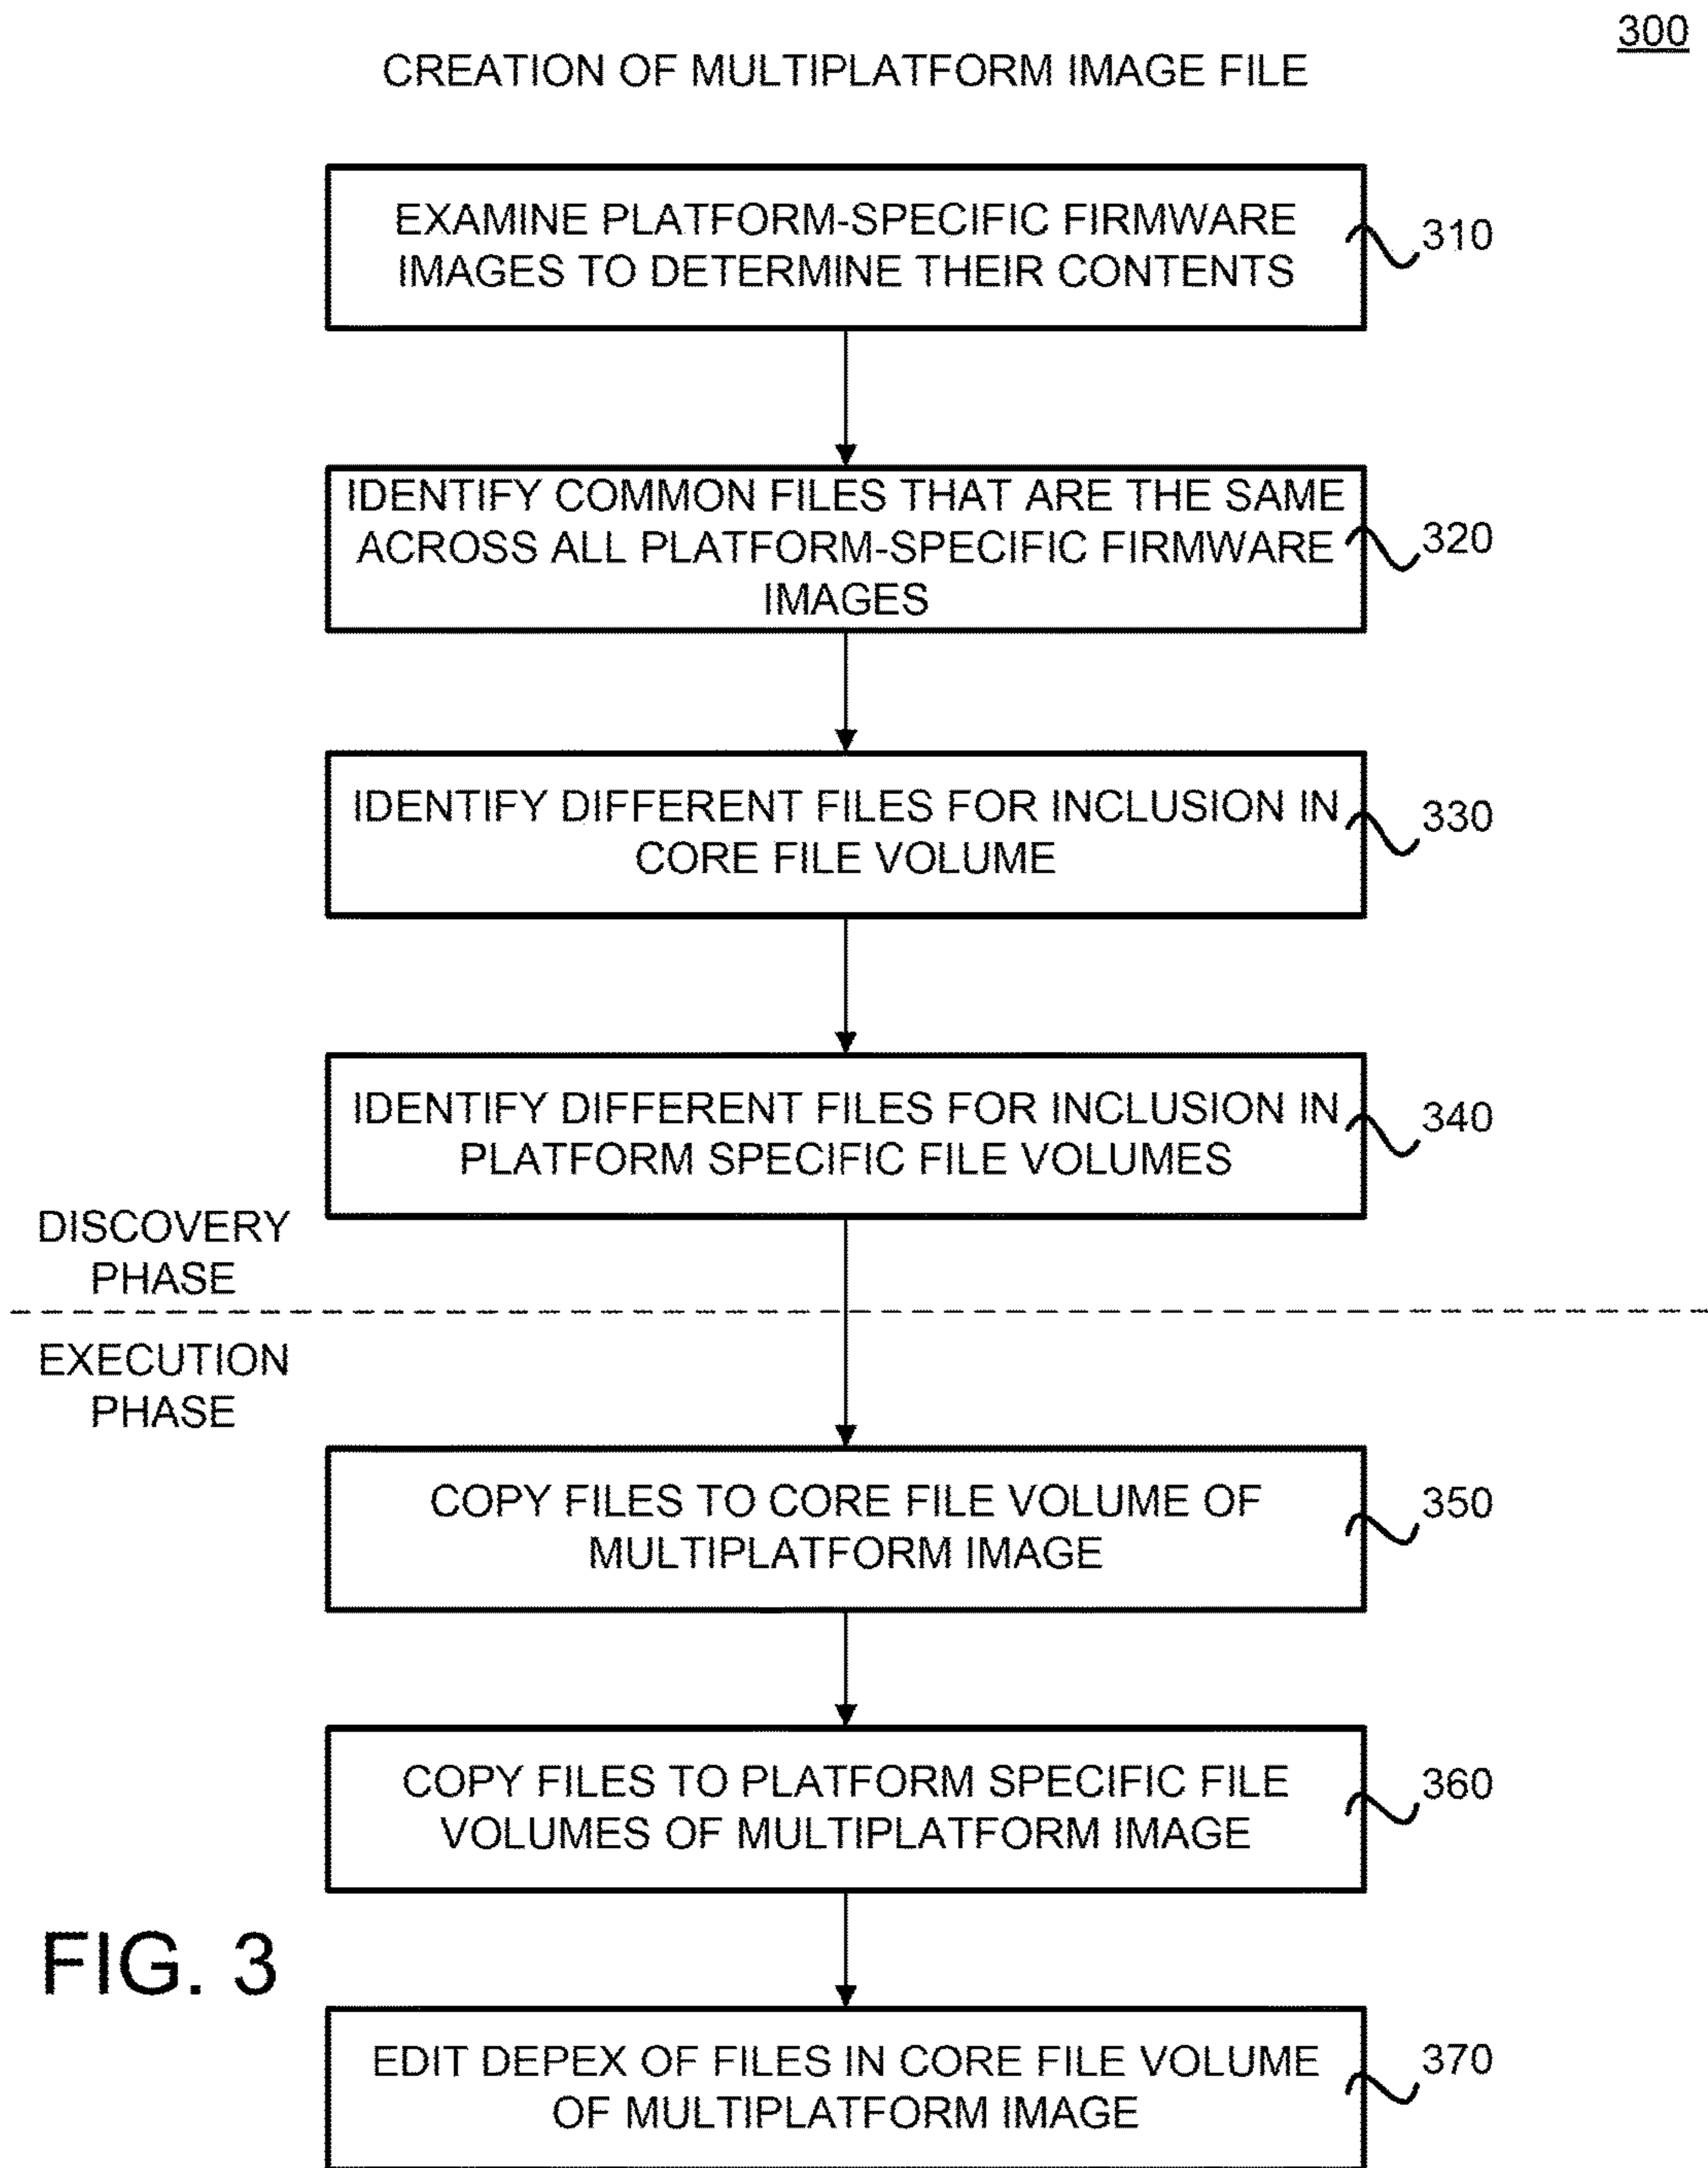 300
CREATION OF MULTIPLATFORM IMAGE FILE
EXAMINE PLATFORM-SPECIFIC FIRMWARE
IMAGES TO DETERMINE THEIR CONTENTS
310
IDENTIFY COMMON FILES THAT ARE THE SAME
ACROSS ALL PLATFORM-SPECIFIC FIRMWARE
IMAGES
320
IDENTIFY DIFFERENT FILES FOR INCLUSION IN
CORE FILE VOLUME
330
IDENTIFY DIFFERENT FILES FOR INCLUSION IN
PLATFORM SPECIFIC FILE VOLUMES
340
DISCOVERY
PHASE
EXECUTION
PHASE
COPY FILES TO CORE FILE VOLUME OF
MULTIPLATFORM IMAGE
350
COPY FILES TO PLATFORM SPECIFIC FILE
VOLUMES OF MULTIPLATFORM IMAGE
360
FIG. 3
EDIT DEPEX OF FILES IN CORE FILE VOLUME
OF MULTIPLATFORM IMAGE
370